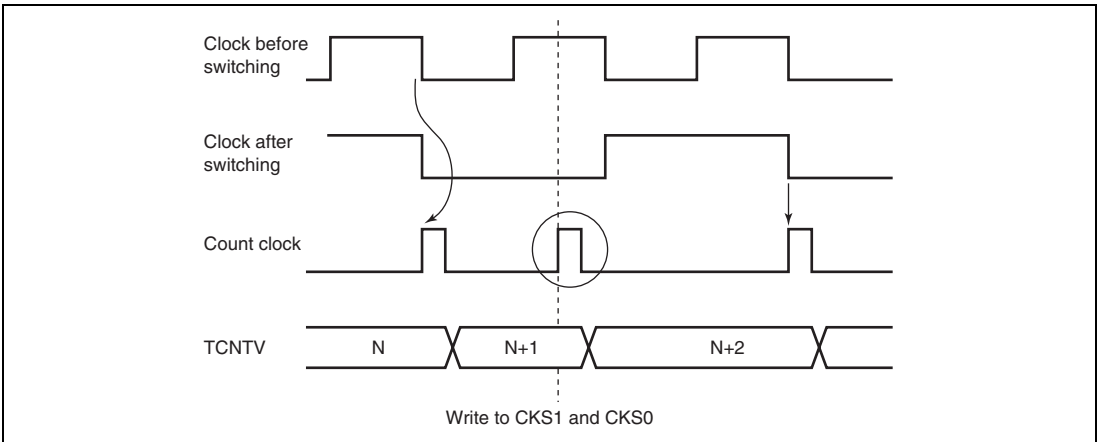 Clock before
switching
Clock after
switching
Count clock
TCNTV
N
N+1
N+2
Write to CKS1 and CKS0